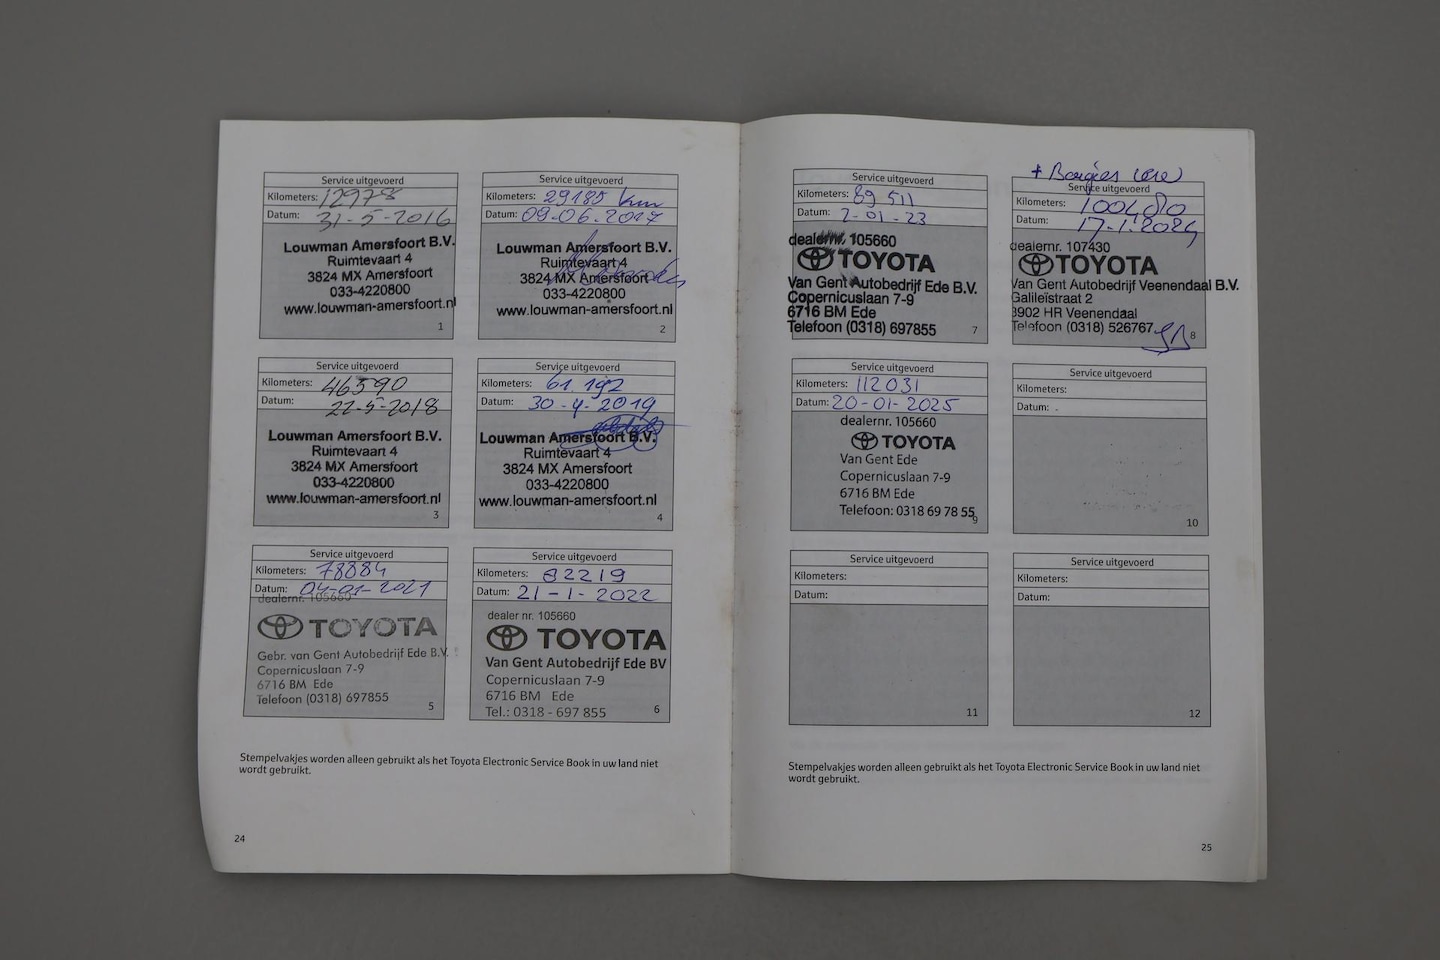 Service uitgevoerd
Kilometers: 12978
Datum: 31-5-2016
Louwman Amersfoort B.V.
Ruimtevaart 4
3824 MX Amersfoort
033-4220800
www.louwman-amersfoort.nl
1
Service uitgevoerd
Kilometers: 29185 km
Datum: 09-06-2017
Louwman Amersfoort B.V.
Ruimtevaart 4
3824 MX Amersfoort
033-4220800
www.louwman-amersfoort.nl
2
Service uitgevoerd
Kilometers: 46590
Datum: 22-5-2018
Louwman Amersfoort B.V.
Ruimtevaart 4
3824 MX Amersfoort
033-4220800
www.louwman-amersfoort.nl
3
Service uitgevoerd
Kilometers: 61 192
Datum: 30-4-2019
Louwman Amersfoort B.V.
Ruimtevaart 4
3824 MX Amersfoort
033-4220800
www.louwman-amersfoort.nl
4
Service uitgevoerd
Kilometers: 78884
Datum: 04-01-2021
dealernr. 105660
TOYOTA
Gebr. van Gent Autobedrijf Ede B.V.
Copernicuslaan 7-9
6716 BM Ede
Telefoon (0318) 697855
5
Service uitgevoerd
Kilometers: 82219
Datum: 21-1-2022
dealer nr. 105660
TOYOTA
Van Gent Autobedrijf Ede BV
Copernicuslaan 7-9
6716 BM Ede
Tel.: 0318 - 697 855
6
Stempelvakjes worden alleen gebruikt als het Toyota Electronic Service Book in uw land niet
wordt gebruikt.
24
Service uitgevoerd
Kilometers: 89 511
Datum: 2-01-23
dealernr. 105660
TOYOTA
Van Gent Autobedrijf Ede B.V.
Copernicuslaan 7-9
6716 BM Ede
Telefoon (0318) 697855
7
+
Service uitgevoerd
Kilometers: 100480
Datum: 17-1-2024
dealernr. 107430
TOYOTA
Van Gent Autobedrijf Veenendaal B.V.
Galileïstraat 2
3902 HR Veenendaal
Telefoon (0318) 526767
8
Service uitgevoerd
Kilometers: 112031
Datum: 20-01-2025
dealernr. 105660
TOYOTA
Van Gent Ede
Copernicuslaan 7-9
6716 BM Ede
Telefoon: 0318 69 78 55
9
Service uitgevoerd
Kilometers:
Datum:
10
Service uitgevoerd
Kilometers:
Datum:
11
Service uitgevoerd
Kilometers:
Datum:
12
Stempelvakjes worden alleen gebruikt als het Toyota Electronic Service Book in uw land niet
wordt gebruikt.
25